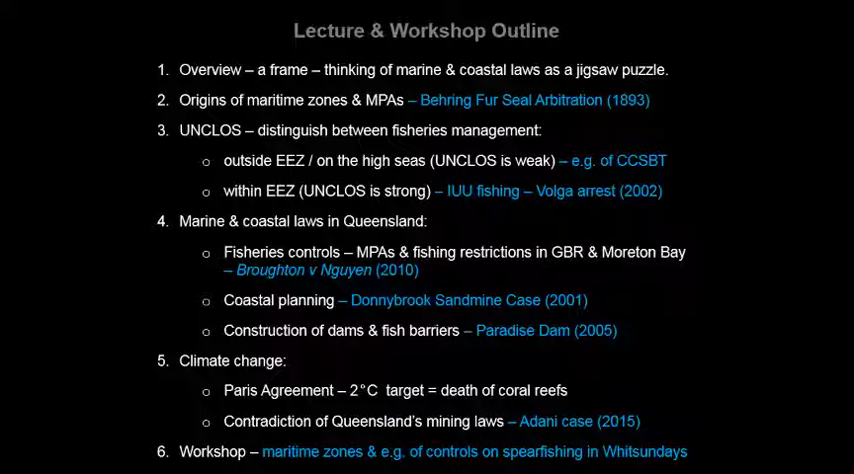 Lecture & Workshop Outline
1. Overview – a frame – thinking of marine & coastal laws as a jigsaw puzzle.
2. Origins of maritime zones & MPAs – Behring Fur Seal Arbitration (1893)
3. UNCLOS – distinguish between fisheries management:
o outside EEZ / on the high seas (UNCLOS is weak) – e.g. of CCSBT
o within EEZ (UNCLOS is strong) – IUU fishing – Volga arrest (2002)
4. Marine & coastal laws in Queensland:
o Fisheries controls – MPAs & fishing restrictions in GBR & Moreton Bay
– Broughton v Nguyen (2010)
o Coastal planning – Donnybrook Sandmine Case (2001)
o Construction of dams & fish barriers – Paradise Dam (2005)
5. Climate change:
o Paris Agreement – 2°C target = death of coral reefs
o Contradiction of Queensland's mining laws – Adani case (2015)
6. Workshop – maritime zones & e.g. of controls on spearfishing in Whitsundays